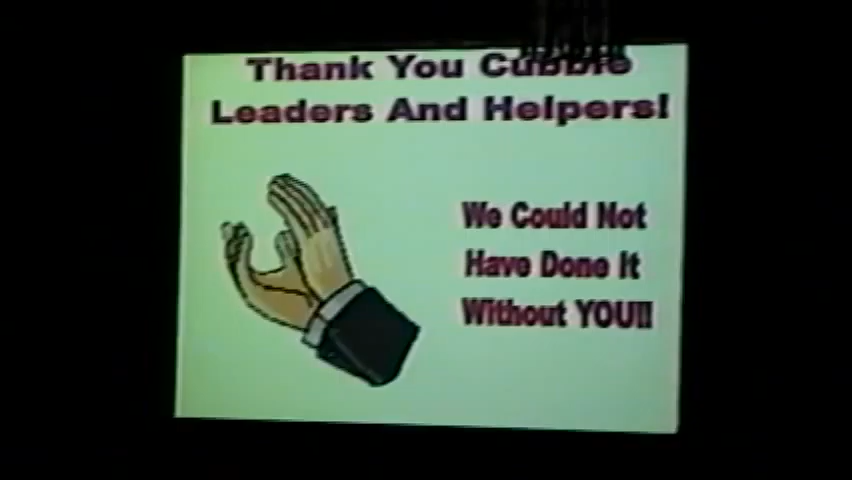 Thank You Cubbie
Leaders And Helpers!
We Could Not
Have Done It
Without YOU!!